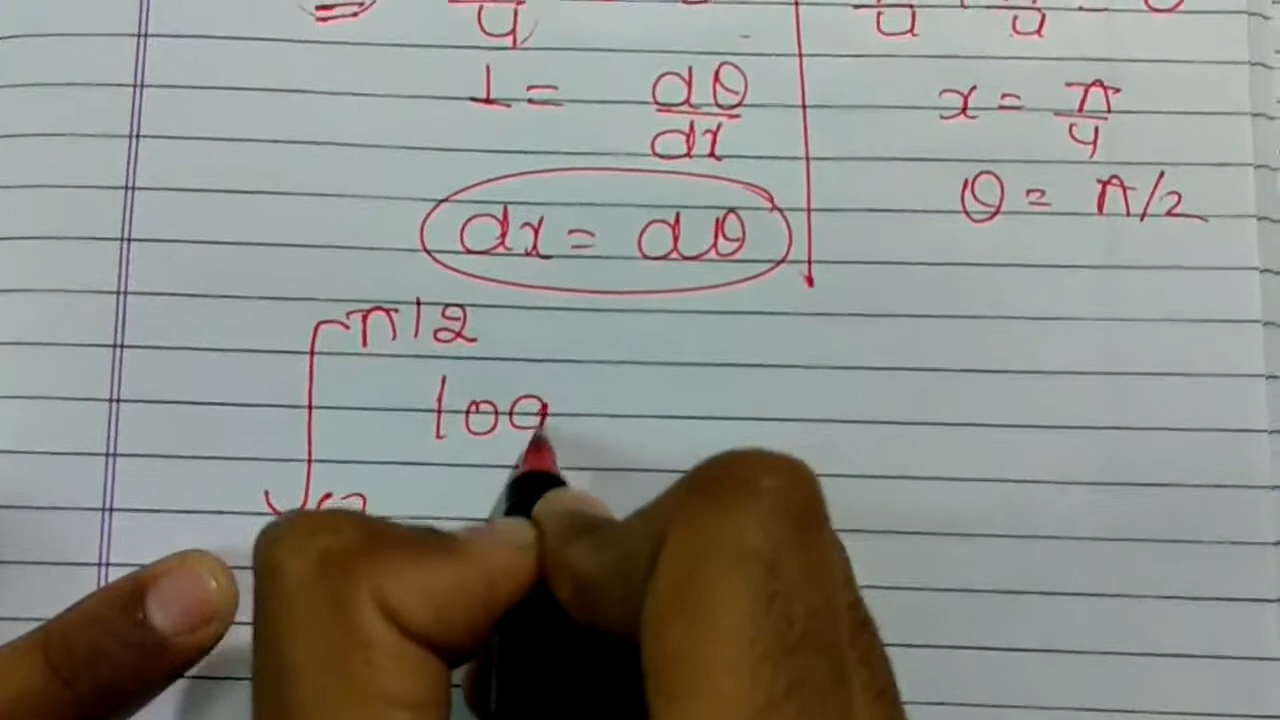 1 = dθ/dx
dx = dθ
x = π/4
θ = π/2
∫ π/2
log